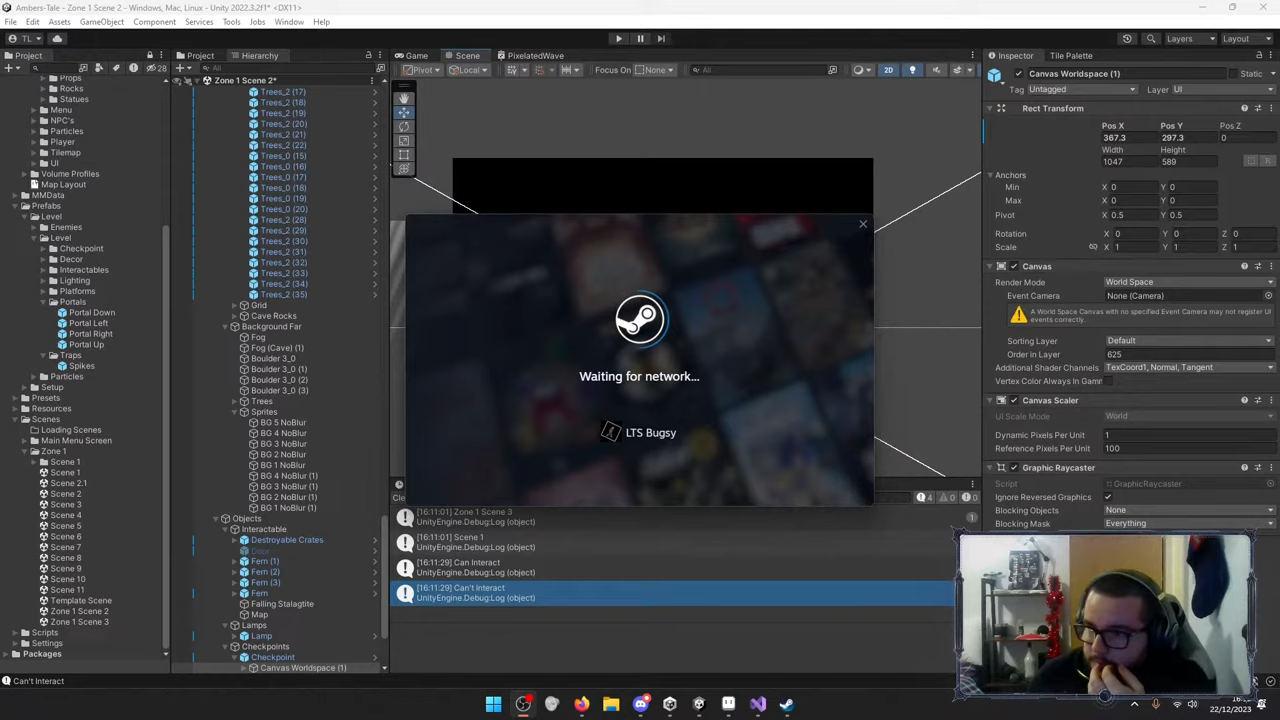 Ambers-Tale - Zone 1 Scene 2 - Windows, Mac, Linux - Unity 2022.3.2f1* <DX11>
File Edit Assets GameObject Component Services Tools Jobs Window Help
TL Layers Layout
Project Project Hierarchy Game Scene PixelatedWave Inspector Tile Palette
28 All Pivot Local Focus On None All 2D
Props
Rocks
Statues
Menu
NPC's
Particles
Player
Tilemap
UI
Volume Profiles
Map Layout
MMData
Prefabs
Level
Enemies
Level
Checkpoint
Decor
Interactables
Lighting
Platforms
Portals
Portal Down
Portal Left
Portal Right
Portal Up
Traps
Spikes
Particles
Setup
Presets
Resources
Scenes
Loading Scenes
Main Menu Screen
Zone 1
Scene 1
Scene 1
Scene 2.1
Scene 2
Scene 3
Scene 4
Scene 5
Scene 6
Scene 7
Scene 8
Scene 9
Scene 10
Scene 11
Template Scene
Zone 1 Scene 2
Zone 1 Scene 3
Scripts
Settings
Packages
Can't Interact
Zone 1 Scene 2*
Trees_2 (17)
Trees_2 (18)
Trees_2 (19)
Trees_2 (20)
Trees_2 (21)
Trees_2 (22)
Trees_0 (15)
Trees_0 (16)
Trees_0 (17)
Trees_0 (18)
Trees_0 (19)
Trees_0 (20)
Trees_2 (28)
Trees_2 (29)
Trees_2 (30)
Trees_2 (31)
Trees_2 (32)
Trees_2 (33)
Trees_2 (34)
Trees_2 (35)
Grid
Cave Rocks
Background Far
Fog
Fog (Cave) (1)
Boulder 3_0
Boulder 3_0 (1)
Boulder 3_0 (2)
Boulder 3_0 (3)
Trees
Sprites
BG 5 NoBlur
BG 4 NoBlur
BG 3 NoBlur
BG 2 NoBlur
BG 1 NoBlur
BG 4 NoBlur (1)
BG 3 NoBlur (1)
BG 2 NoBlur (1)
BG 1 NoBlur (1)
Objects
Interactable
Destroyable Crates
Door
Fern (1)
Fern (2)
Fern (3)
Fern
Falling Stalagtite
Map
Lamps
Lamp
Checkpoints
Checkpoint
Canvas Worldspace (1)
Waiting for network...
LTS Bugsy
Cle 4 0 0
[16:11:01] Zone 1 Scene 3 1
UnityEngine.Debug:Log (object)
[16:11:01] Scene 1
UnityEngine.Debug:Log (object)
[16:11:29] Can Interact
UnityEngine.Debug:Log (object)
[16:11:29] Can't Interact
UnityEngine.Debug:Log (object)
Canvas Worldspace (1) Static
Tag Untagged Layer UI
Rect Transform
Pos X Pos Y Pos Z
367.3 297.3 0
Width Height
1047 589 R
Anchors
Min X 0 Y 0
Max X 0 Y 0
Pivot X 0.5 Y 0.5
Rotation X 0 Y 0 Z 0
Scale X 1 Y 1 Z 1
Canvas
Render Mode World Space
Event Camera None (Camera)
A World Space Canvas with no specified Event Camera may not register UI
events correctly.
Sorting Layer Default
Order in Layer 625
Additional Shader Channels TexCoord1, Normal, Tangent
Vertex Color Always In Gamm
Canvas Scaler
UI Scale Mode World
Dynamic Pixels Per Unit 1
Reference Pixels Per Unit 100
Graphic Raycaster
Script GraphicRaycaster
Ignore Reversed Graphics
Blocking Objects None
Blocking Mask Everything
22/12/2023